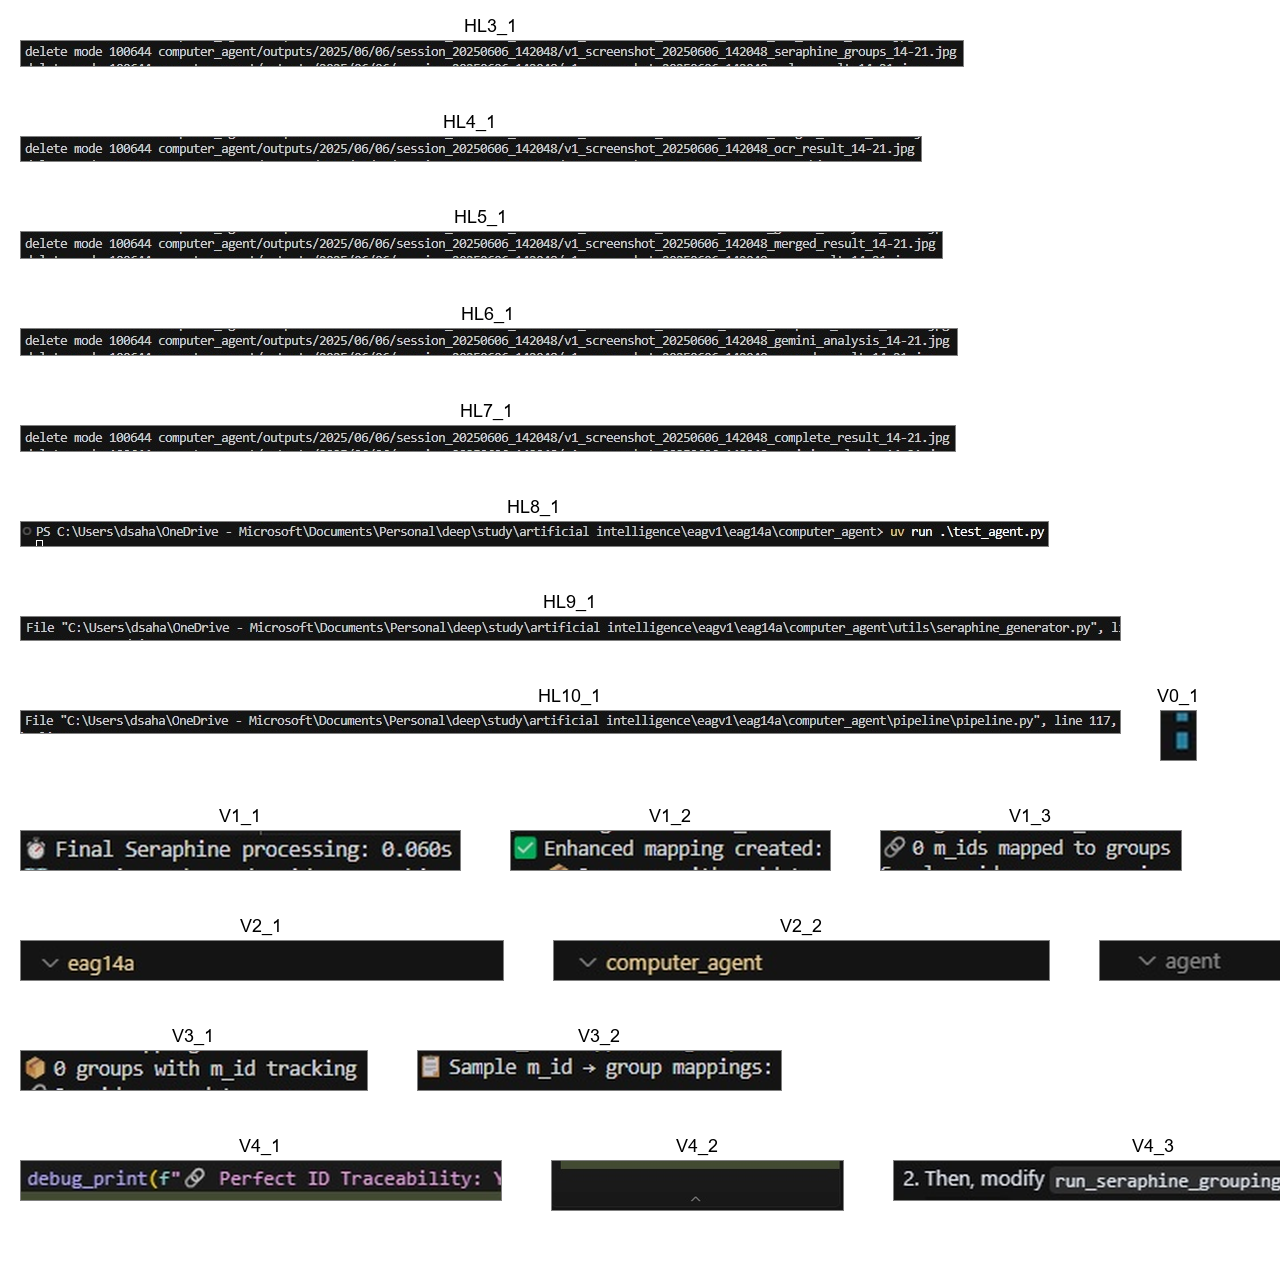 HL3_1
delete mode 100644 computer_agent/outputs/2025/06/06/session_20250606_142048/v1_screenshot_20250606_142048_seraphine_groups_14-21.jpg
HL4_1
delete mode 100644 computer_agent/outputs/2025/06/06/session_20250606_142048/v1_screenshot_20250606_142048_ocr_result_14-21.jpg
HL5_1
delete mode 100644 computer_agent/outputs/2025/06/06/session_20250606_142048/v1_screenshot_20250606_142048_merged_result_14-21.jpg
HL6_1
delete mode 100644 computer_agent/outputs/2025/06/06/session_20250606_142048/v1_screenshot_20250606_142048_gemini_analysis_14-21.jpg
HL7_1
delete mode 100644 computer_agent/outputs/2025/06/06/session_20250606_142048/v1_screenshot_20250606_142048_complete_result_14-21.jpg
HL8_1
PS C:\Users\dsaha\OneDrive - Microsoft\Documents\Personal\deep\study\artificial intelligence\eagv1\eag14a\computer_agent> uv run .\test_agent.py
HL9_1
File "C:\Users\dsaha\OneDrive - Microsoft\Documents\Personal\deep\study\artificial intelligence\eagv1\eag14a\computer_agent\utils\seraphine_generator.py",
HL10_1 V0_1
File "C:\Users\dsaha\OneDrive - Microsoft\Documents\Personal\deep\study\artificial intelligence\eagv1\eag14a\computer_agent\pipeline\pipeline.py", line 117,
V1_1 V1_2 V1_3
⏱️ Final Seraphine processing: 0.060s ✅ Enhanced mapping created: 🔗 0 m_ids mapped to groups
V2_1 V2_2
eag14a computer_agent agent
V3_1 V3_2
📦 0 groups with m_id tracking 📋 Sample m_id → group mappings:
V4_1 V4_2 V4_3
debug_print(f"🔗 Perfect ID Traceability: 2. Then, modify run_seraphine_grouping